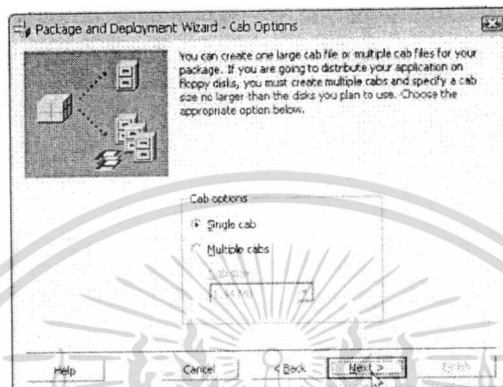 Package and Deployment Wizard - Cab Options
You can create one large cab file or multiple cab files for your
package. If you are going to distribute your application on
floppy disks, you must create multiple cabs and specify a cab
size no larger than the disks you plan to use. Choose the
appropriate option below.
Cab options
Single cab
Multiple cabs
Help
Cancel
< Back
Next >
Finish